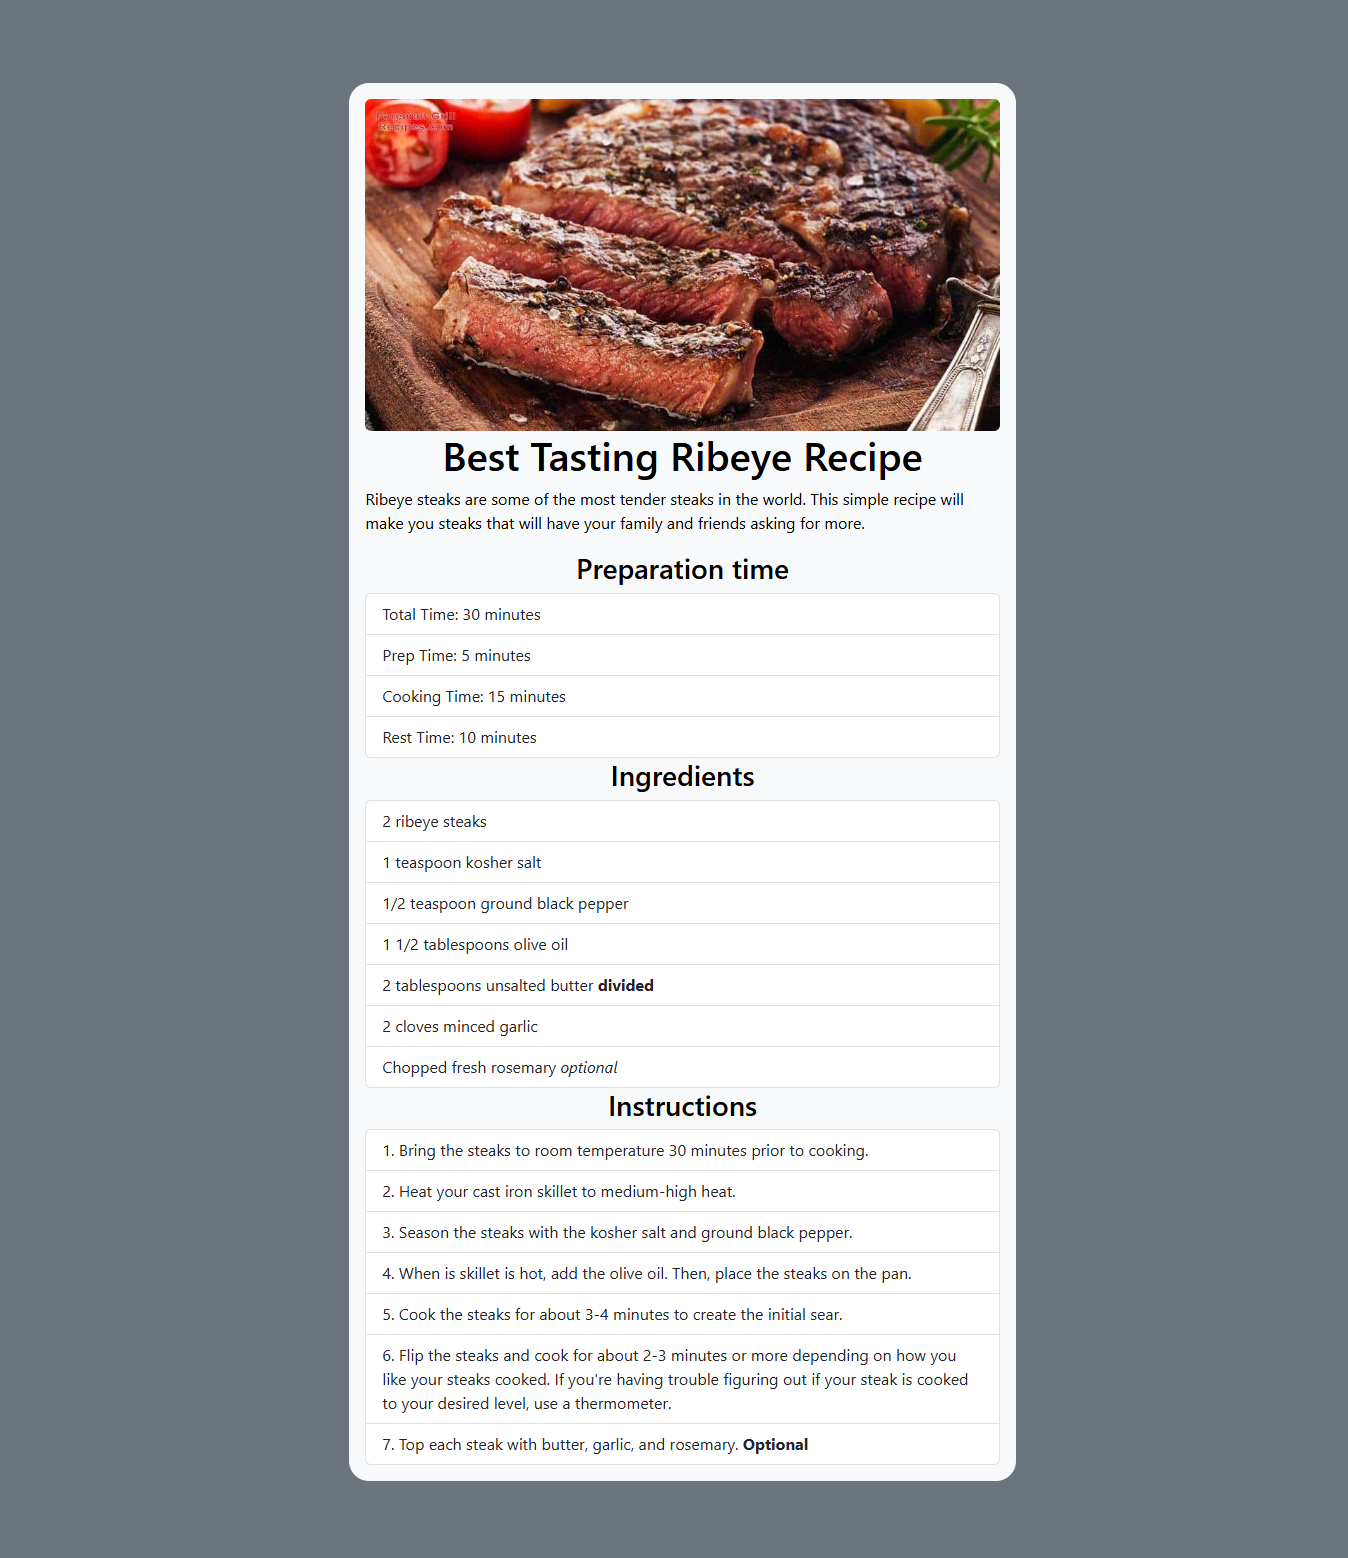 Foreman Grill
Recipes.com
Best Tasting Ribeye Recipe
Ribeye steaks are some of the most tender steaks in the world. This simple recipe will
make you steaks that will have your family and friends asking for more.
Preparation time
Total Time: 30 minutes
Prep Time: 5 minutes
Cooking Time: 15 minutes
Rest Time: 10 minutes
Ingredients
2 ribeye steaks
1 teaspoon kosher salt
1/2 teaspoon ground black pepper
1 1/2 tablespoons olive oil
2 tablespoons unsalted butter divided
2 cloves minced garlic
Chopped fresh rosemary optional
Instructions
1. Bring the steaks to room temperature 30 minutes prior to cooking.
2. Heat your cast iron skillet to medium-high heat.
3. Season the steaks with the kosher salt and ground black pepper.
4. When is skillet is hot, add the olive oil. Then, place the steaks on the pan.
5. Cook the steaks for about 3-4 minutes to create the initial sear.
6. Flip the steaks and cook for about 2-3 minutes or more depending on how you
like your steaks cooked. If you're having trouble figuring out if your steak is cooked
to your desired level, use a thermometer.
7. Top each steak with butter, garlic, and rosemary. Optional